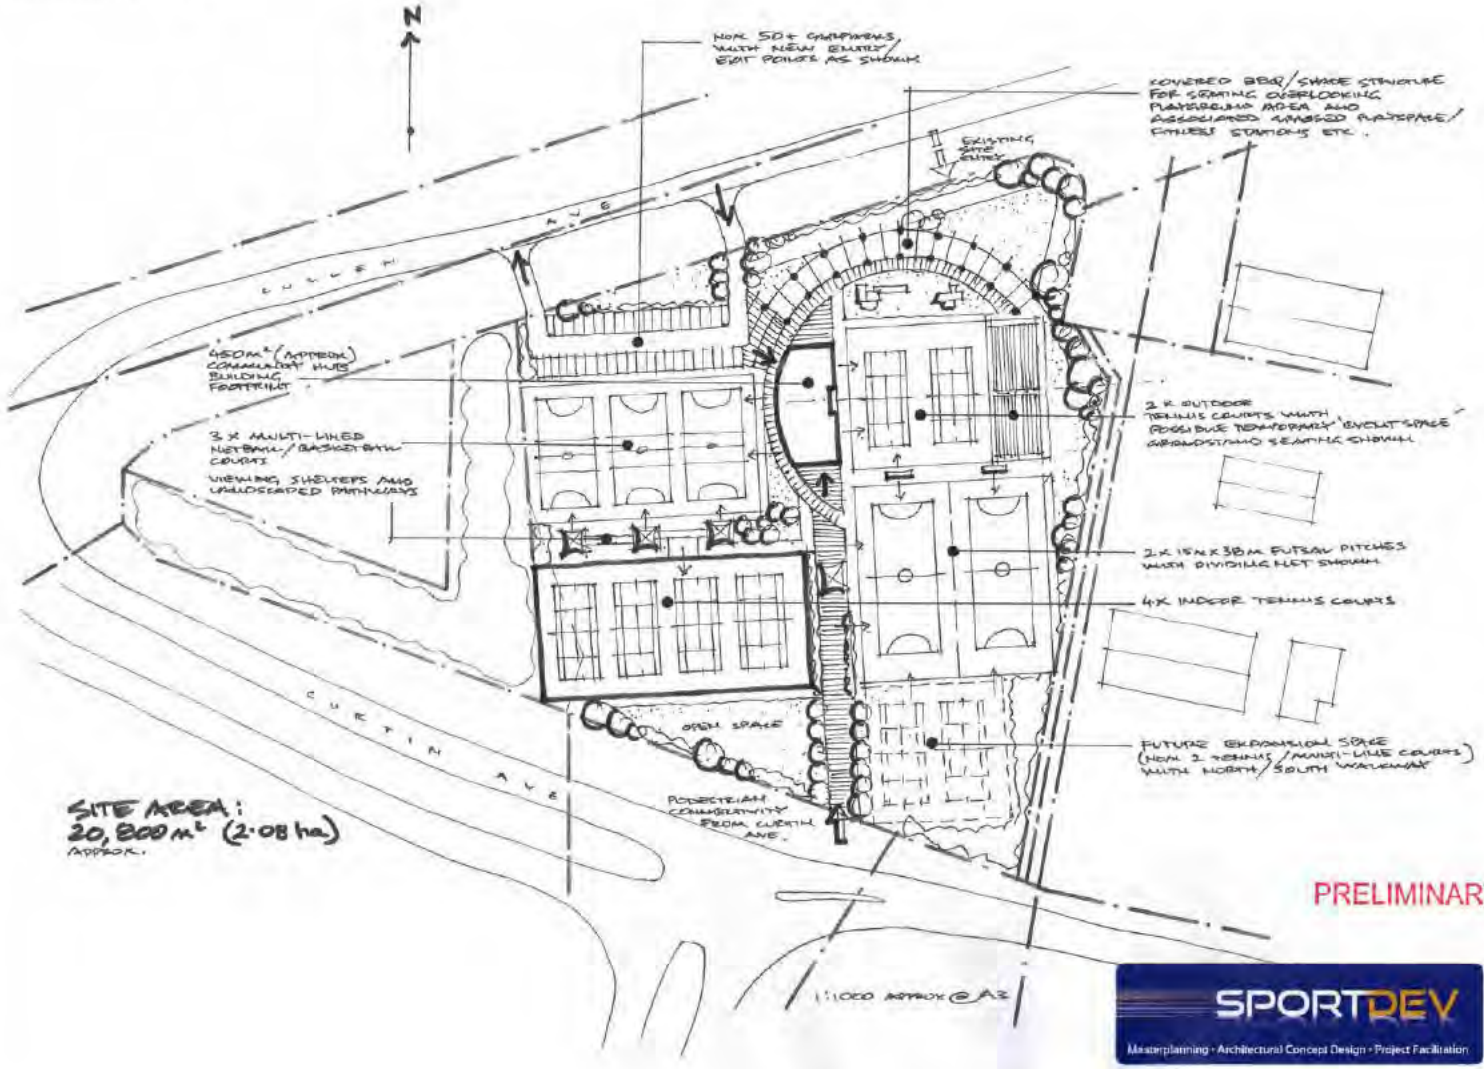 N
NOM. 50+ CARPARKS
WITH NEW ENTRY/
EXIT POINTS AS SHOWN
COVERED BBQ/SHADE STRUCTURE
FOR SEATING OVERLOOKING
PLAYGROUND AREA AND
ASSOCIATED GRASSED PLAYSPACE/
FITNESS STATIONS ETC.
EXISTING
SITE
ENTRY
CULLEN AVE
450m² (APPROX)
COMMUNITY HUB
BUILDING
FOOTPRINT
3 X MULTI-LINED
NETBALL/BASKETBALL
COURTS
VIEWING SHELTERS AND
LANDSCAPED PATHWAYS
2 X OUTDOOR
TENNIS COURTS WITH
POSSIBLE TEMPORARY 'EVENT SPACE'
GRANDSTAND SEATING SHOWN
2 X 15M X 38M FUTSAL PITCHES
WITH DIVIDING NET SHOWN
4 X INDOOR TENNIS COURTS
CURTIN AVE
OPEN SPACE
FUTURE EXPANSION SPACE
(NOM. 2 TENNIS/MULTI-LINE COURTS)
WITH NORTH/SOUTH WALKWAY
PEDESTRIAN
CONNECTIVITY
FROM CURTIN
AVE.
SITE AREA:
20,800m² (2.08 ha)
APPROX.
PRELIMINAR
1:1000 APPROX @ A3
SPORTDEV
Masterplanning • Architectural Concept Design • Project Facilitation